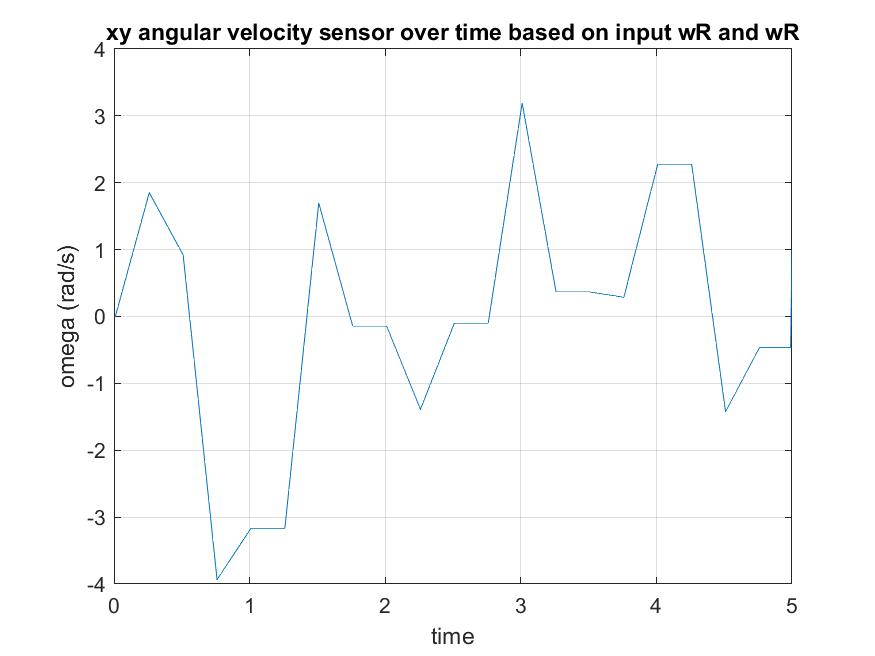 xy angular velocity sensor over time based on input wR and wR
4
3
2
1
0
-1
-2
-3
-4
omega (rad/s)
0 1 2 3 4 5
time